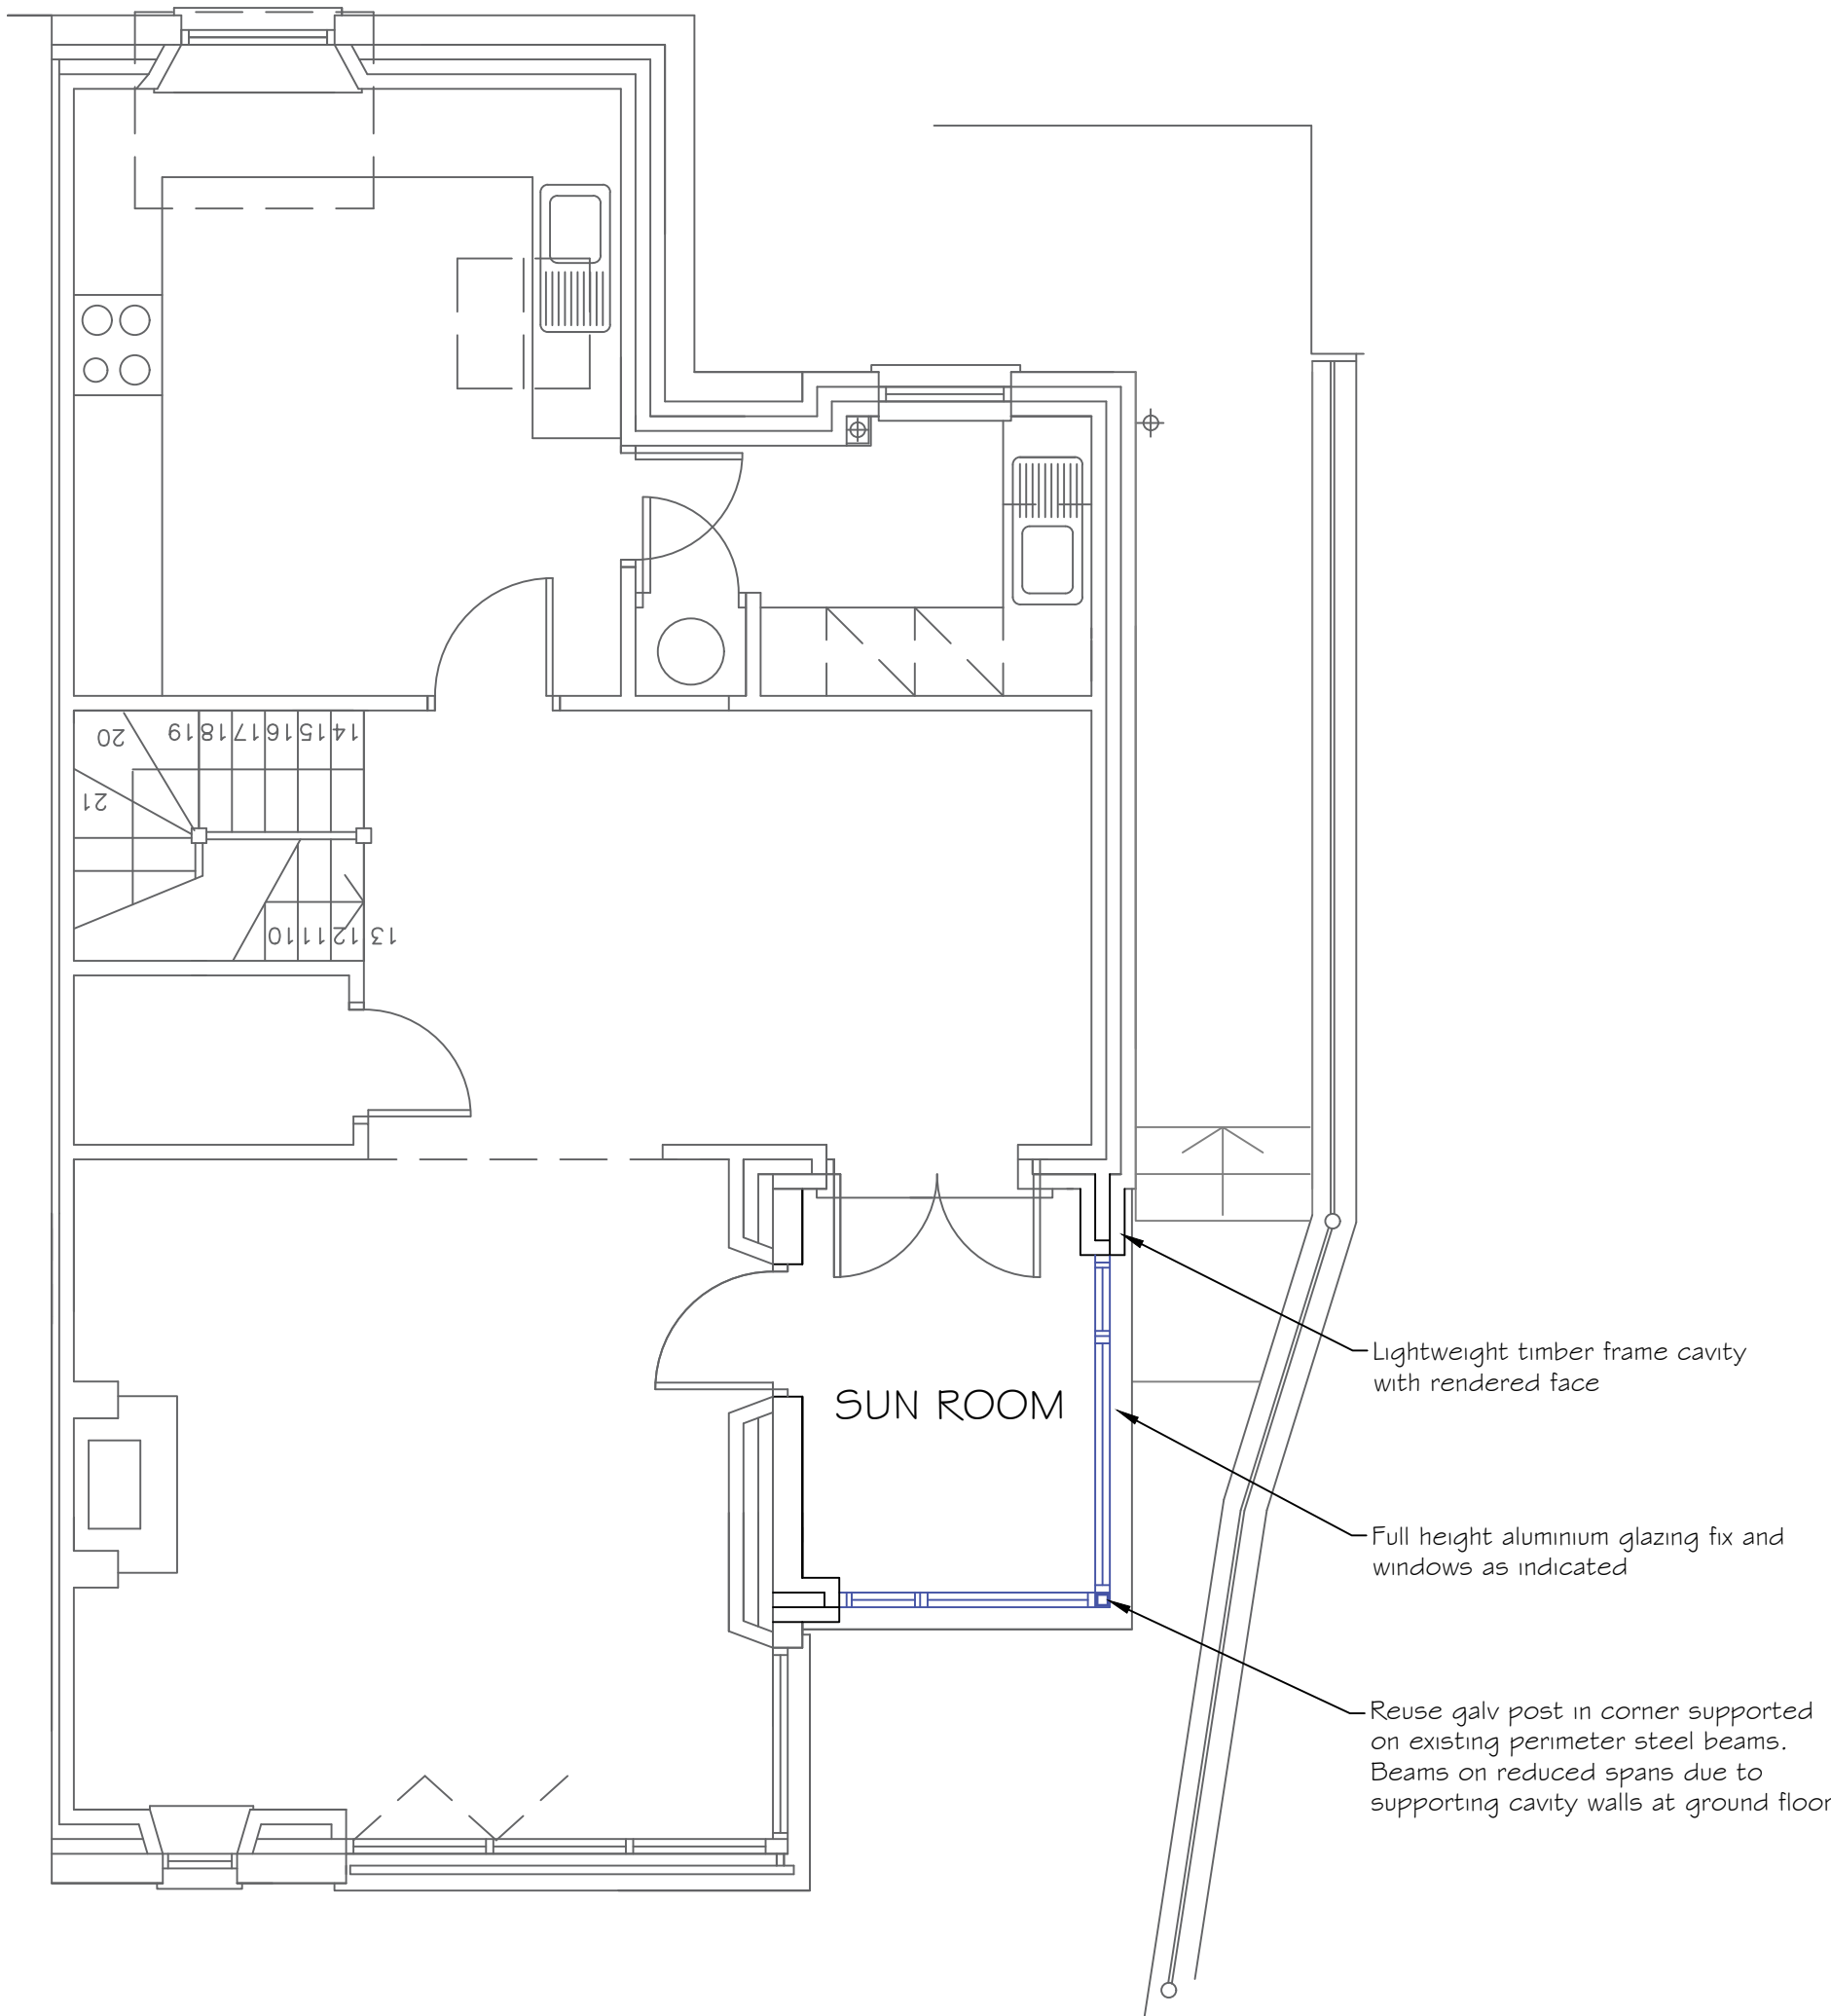 20
19 18 17 16 15 14
21
10 11 12 13
SUN ROOM
Lightweight timber frame cavity
with rendered face
Full height aluminium glazing fix and
windows as indicated
Reuse galv post in corner supported
on existing perimeter steel beams.
Beams on reduced spans due to
supporting cavity walls at ground floor